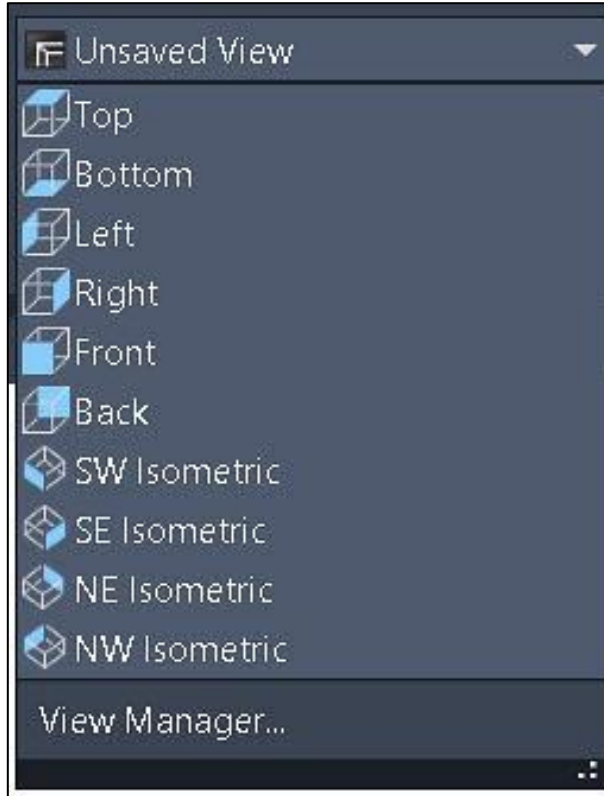 Unsaved View
Top
Bottom
Left
Right
Front
Back
SW Isometric
SE Isometric
NE Isometric
NW Isometric
View Manager...